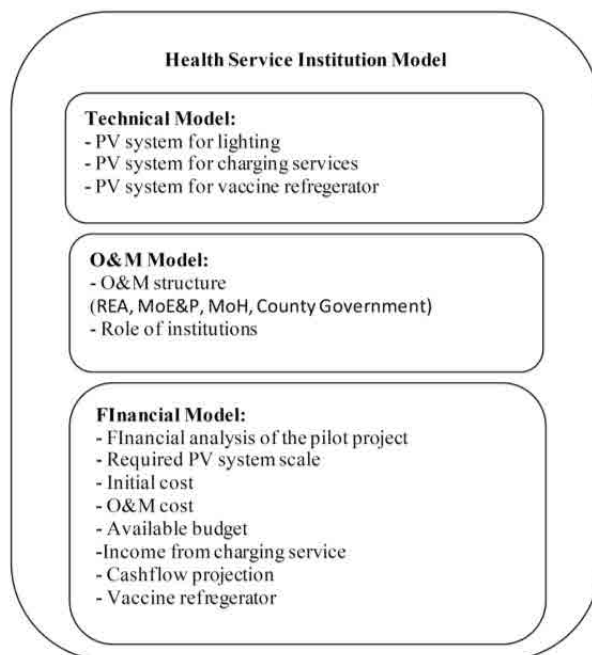 Health Service Institution Model
Technical Model:
- PV system for lighting
- PV system for charging services
- PV system for vaccine refregerator
O&M Model:
- O&M structure
(REA, MoE&P, MoH, County Government)
- Role of institutions
FInancial Model:
- FInancial analysis of the pilot project
- Required PV system scale
- Initial cost
- O&M cost
- Available budget
-Income from charging service
- Cashflow projection
- Vaccine refregerator